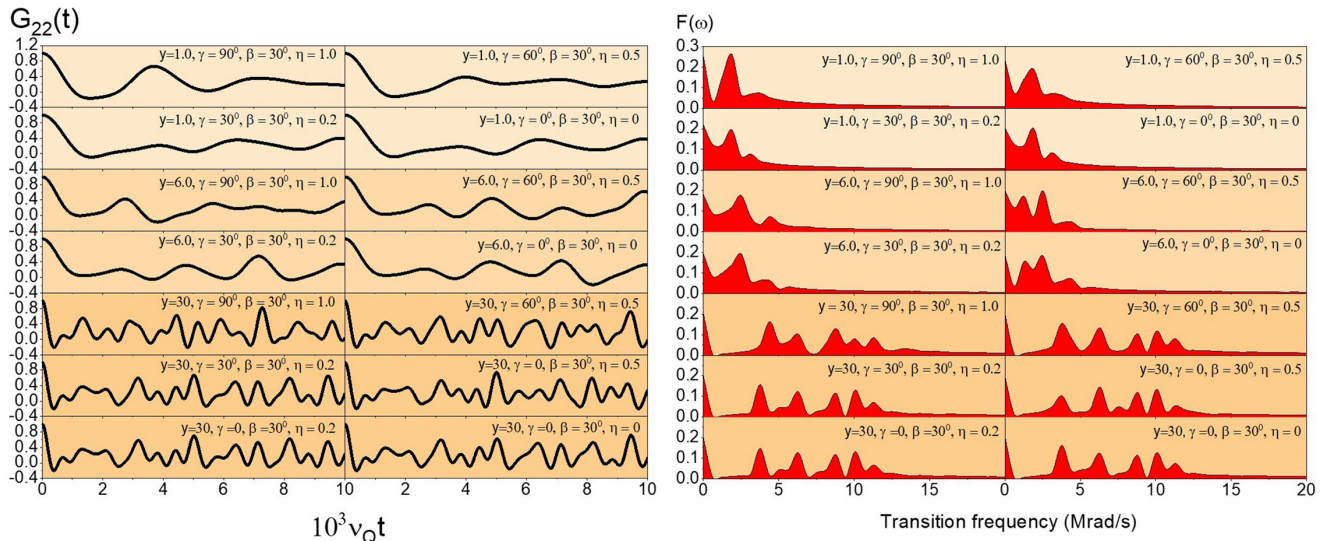 G₂₂(t)
1.2
0.8
0.4
0.0
-0.4
y=1.0, γ = 90⁰, β = 30⁰, η = 1.0
y=1.0, γ = 60⁰, β = 30⁰, η = 0.5
0.8
0.4
0.0
-0.4
y=1.0, γ = 30⁰, β = 30⁰, η = 0.2
y=1.0, γ = 0⁰, β = 30⁰, η = 0
0.8
0.4
0.0
y=6.0, γ = 90⁰, β = 30⁰, η = 1.0
y=6.0, γ = 60⁰, β = 30⁰, η = 0.5
0.8
0.4
0.0
-0.4
y=6.0, γ = 30⁰, β = 30⁰, η = 0.2
y=6.0, γ = 0⁰, β = 30⁰, η = 0
0.8
0.4
0.0
-0.4
y=30, γ = 90⁰, β = 30⁰, η = 1.0
y=30, γ = 60⁰, β = 30⁰, η = 0.5
0.8
0.4
0.0
-0.4
y=30, γ = 30⁰, β = 30⁰, η = 0.2
y=30, γ = 0, β = 30⁰, η = 0.5
0.8
0.4
0.0
-0.4
y=30, γ =0, β =30⁰, η = 0.2
y=30, γ =0, β = 30⁰, η = 0
0 2 4 6 8 10 2 4 6 8 10
10³ν_Q t
F(ω)
0.3
0.2
0.1
0.0
y=1.0, γ = 90⁰, β = 30⁰, η = 1.0
y=1.0, γ = 60⁰, β = 30⁰, η = 0.5
0.2
0.1
0.0
y=1.0, γ = 30⁰, β = 30⁰, η = 0.2
y=1.0, γ = 0⁰, β = 30⁰, η = 0
0.2
0.1
0.0
y=6.0, γ = 90⁰, β = 30⁰, η = 1.0
y=6.0, γ = 60⁰, β = 30⁰, η = 0.5
0.2
0.1
0.0
y=6.0, γ = 30⁰, β = 30⁰, η = 0.2
y=6.0, γ = 0⁰, β = 30⁰, η = 0
0.2
0.1
0.0
y = 30, γ = 90⁰, β = 30⁰, η = 1.0
y=30, γ = 60⁰, β = 30⁰, η = 0.5
0.2
0.1
0.0
y=30, γ = 30⁰, β = 30⁰, η = 0.2
y=30, γ = 0, β = 30⁰, η = 0.5
0.2
0.1
0.0
y=30, γ =0, β =30⁰, η = 0.2
y=30, γ =0, β = 30⁰, η = 0
0 5 10 15 0 5 10 15 20
Transition frequency (Mrad/s)